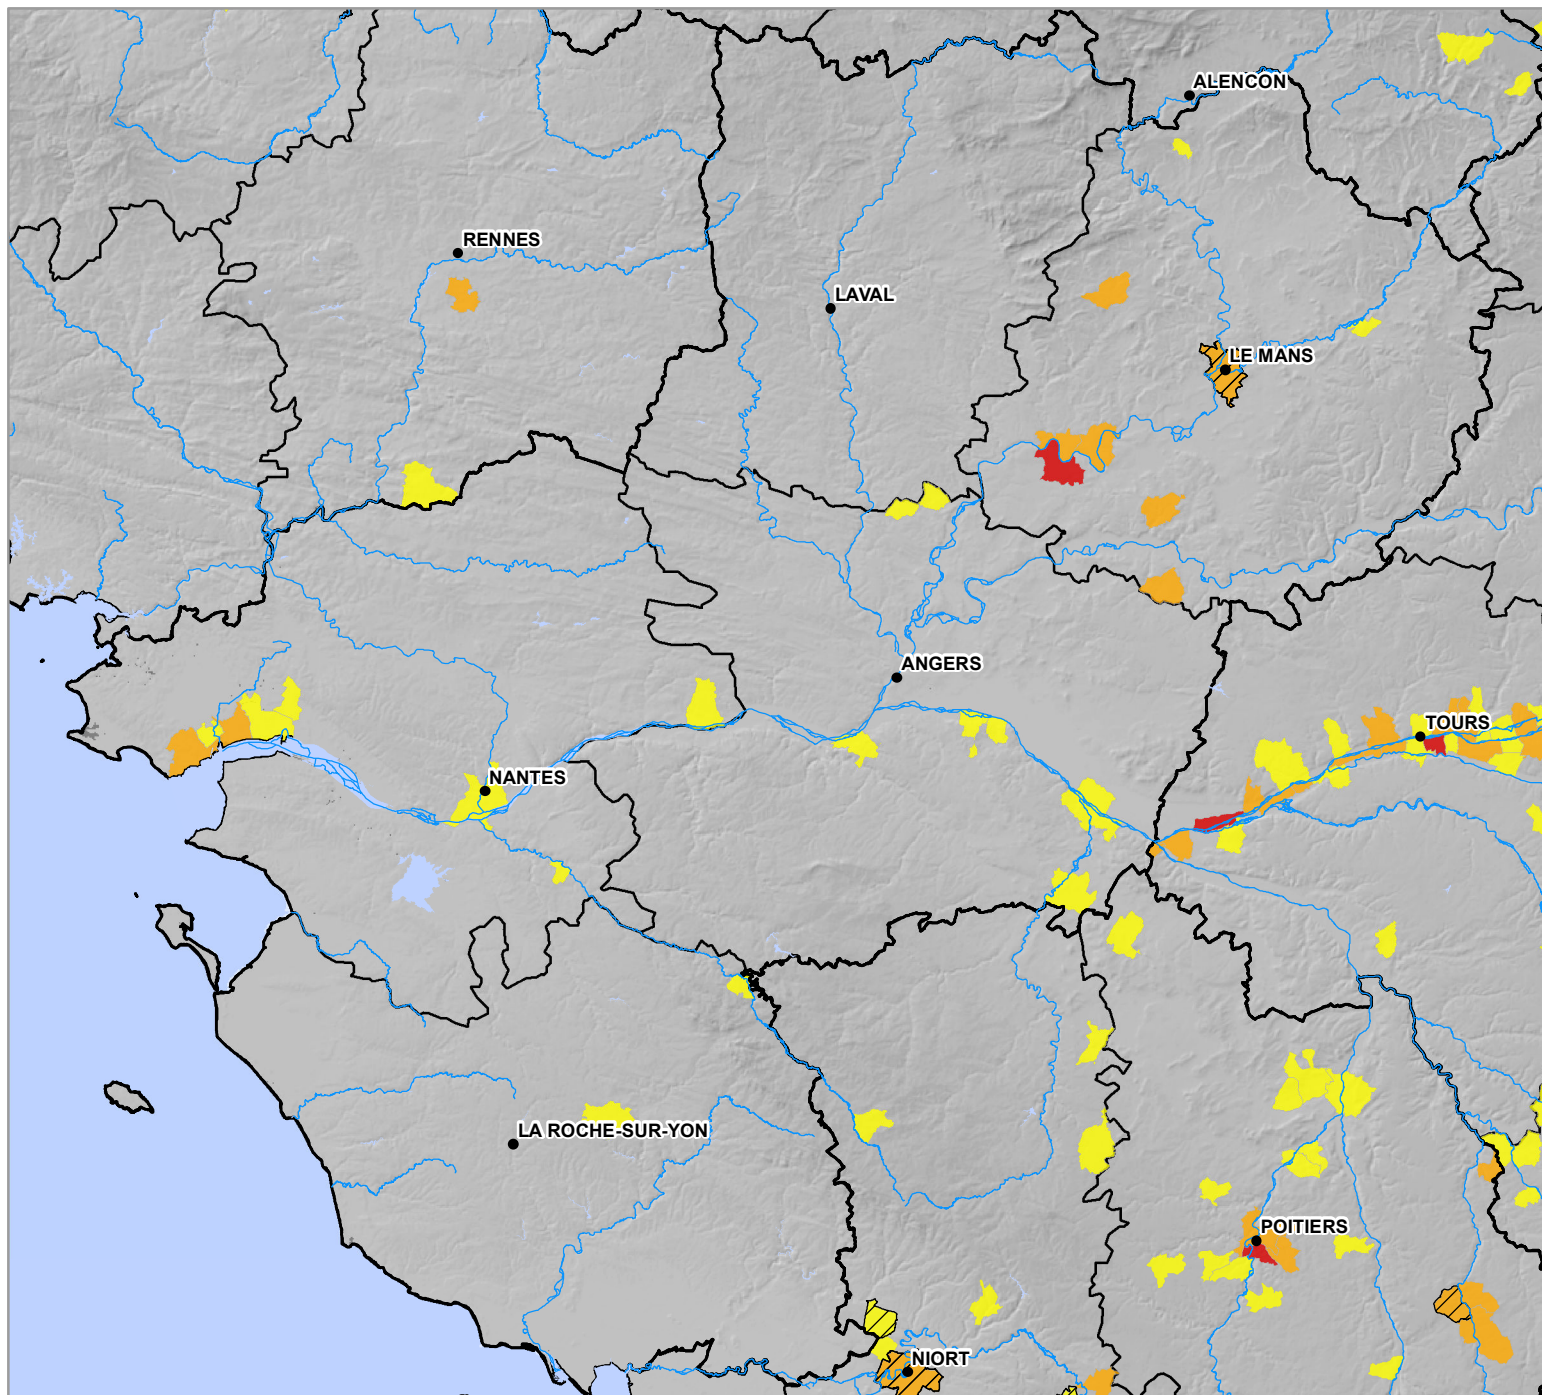 ALENCON
RENNES
LAVAL
LE MANS
ANGERS
TOURS
NANTES
LA ROCHE-SUR-YON
POITIERS
NIORT